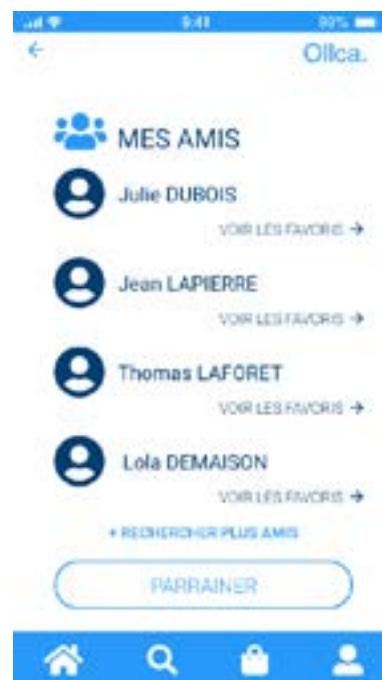 9:41
99%
Ollca.
MES AMIS
Julie DUBOIS
VOIR LES FAVORIS →
Jean LAPIERRE
VOIR LES FAVORIS →
Thomas LAFORET
VOIR LES FAVORIS →
Lola DEMAISON
VOIR LES FAVORIS →
+ RECHERCHER PLUS AMIS
PARRAINER